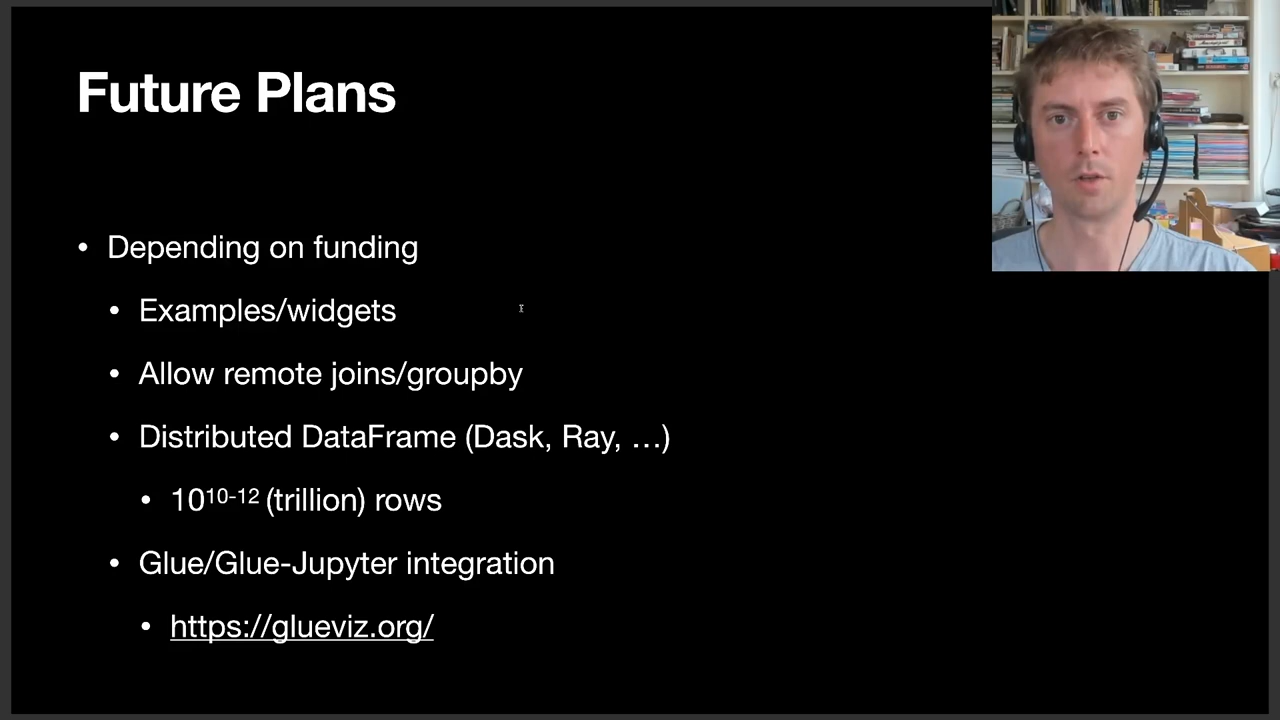 Future Plans
• Depending on funding
• Examples/widgets
• Allow remote joins/groupby
• Distributed DataFrame (Dask, Ray, …)
• 10¹⁰⁻¹² (trillion) rows
• Glue/Glue-Jupyter integration
• https://glueviz.org/